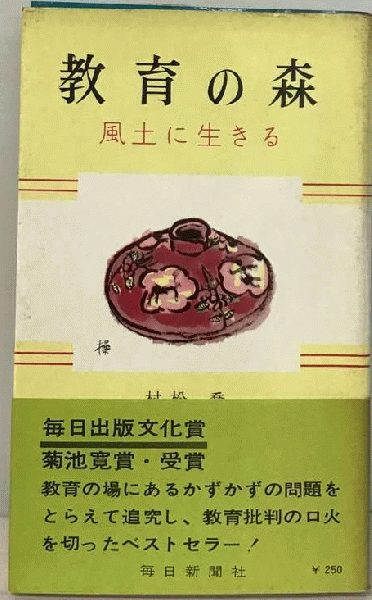 教育の森
風土に生きる
操
村松 喬
毎日出版文化賞
菊池寛賞・受賞
教育の場にあるかずかずの問題を
とらえて追究し、教育批判の口火
を切ったベストセラー！
毎日新聞社
￥250